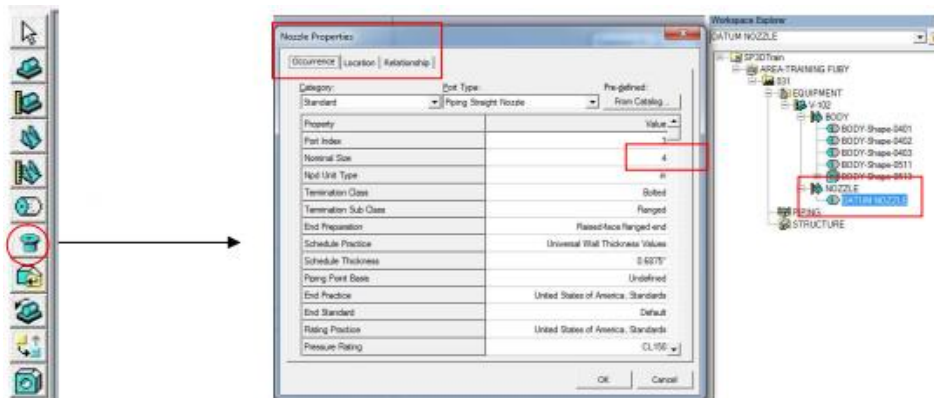 Nozzle Properties
Occurrence Location Relationship
Category: Port Type: Pre-defined:
Standard Piping Straight Nozzle From Catalog...
Property Value
Port Index 1
Nominal Size 4
Npd Unit Type in
Termination Class Bolted
Termination Sub Class Flanged
End Preparation Raised-face flanged end
Schedule Practice Universal Wall Thickness Values
Schedule Thickness 0.6875"
Piping Point Basis Undefined
End Practice United States of America, Standards
End Standard Default
Rating Practice United States of America, Standards
Pressure Rating CL150
OK Cancel
Workspace Explorer
DATUM NOZZLE
SP3DTrain
AREA-TRAINING FUBY
031
EQUIPMENT
V-102
BODY
BODY-Shape-0401
BODY-Shape-0402
BODY-Shape-0403
BODY-Shape-0511
BODY-Shape-0513
NOZZLE
DATUM NOZZLE
PIPING
STRUCTURE